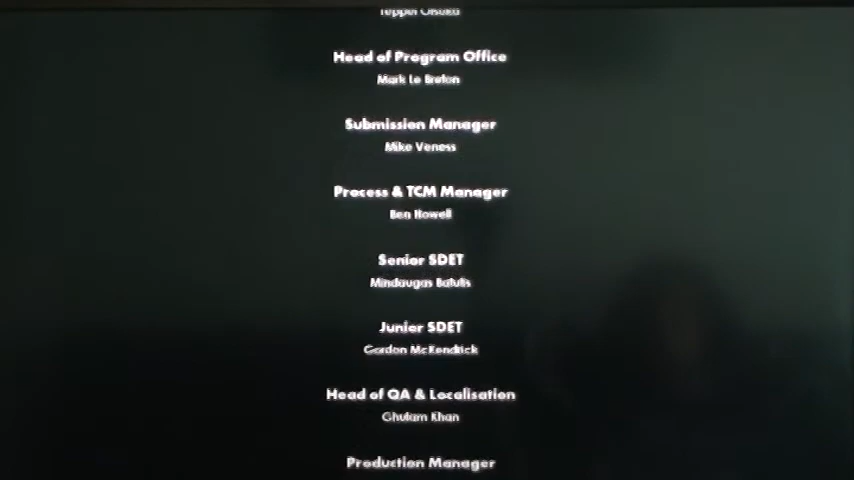 Head of Program Office
Mark Le Breton
Submission Manager
Mike Veness
Process & TCM Manager
Ben Howell
Senior SDET
Mindaugas
Junior SDET
Gordon McKendrick
Head of QA & Localisation
Ghulam Khan
Production Manager